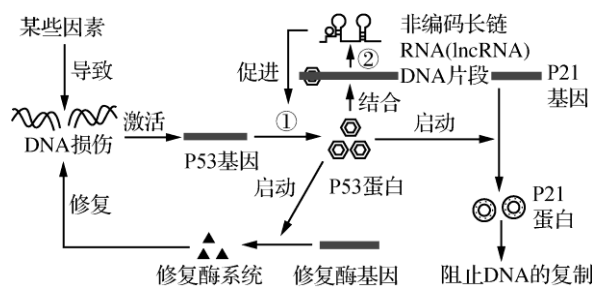 某些因素
导致
DNA损伤
激活
P53基因
①
促进
②
非编码长链
RNA(lncRNA)
DNA片段
P21
基因
结合
启动
P53蛋白
启动
修复
修复酶系统
修复酶基因
P21
蛋白
阻止DNA的复制